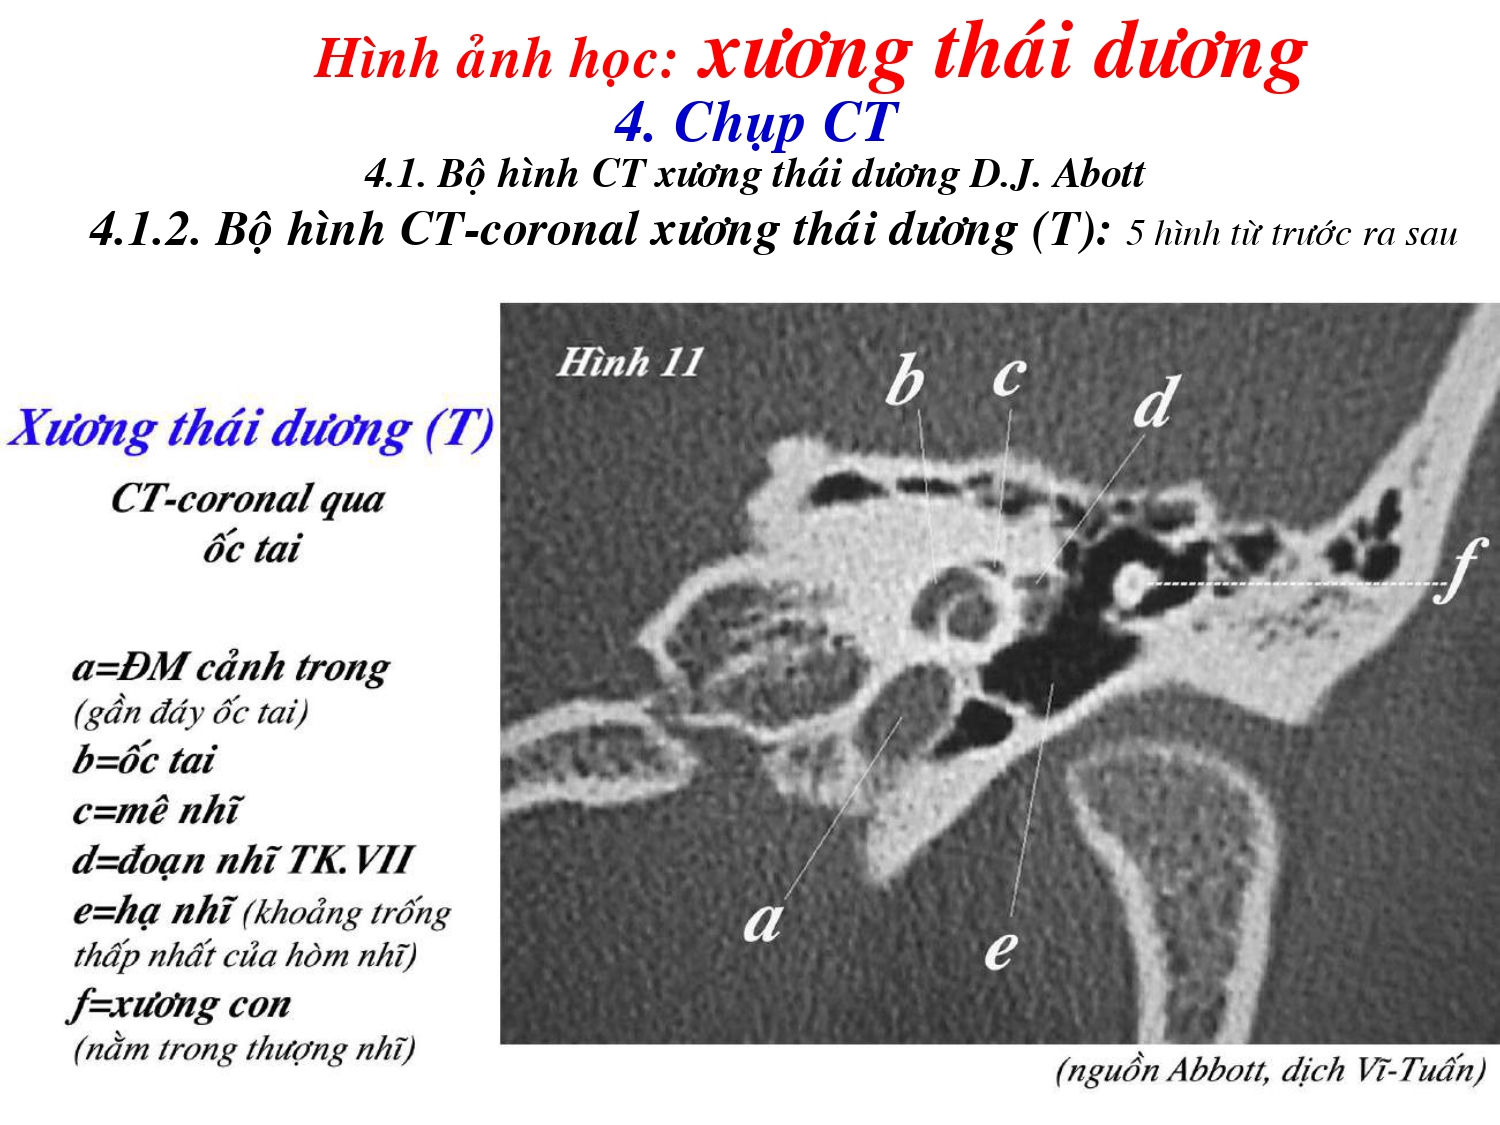 Hình ảnh học: xương thái dương
4. Chụp CT
4.1. Bộ hình CT xương thái dương D.J. Abott
4.1.2. Bộ hình CT-coronal xương thái dương (T): 5 hình từ trước ra sau
Xương thái dương (T)
CT-coronal qua
ốc tai
a=ĐM cảnh trong
(gần đáy ốc tai)
b=ốc tai
c=mê nhĩ
d=đoạn nhĩ TK.VII
e=hạ nhĩ (khoảng trống
thấp nhất của hòm nhĩ)
f=xương con
(nằm trong thượng nhĩ)
Hình 11
b
c
d
f
a
e
(nguồn Abbott, dịch Vĩ-Tuấn)